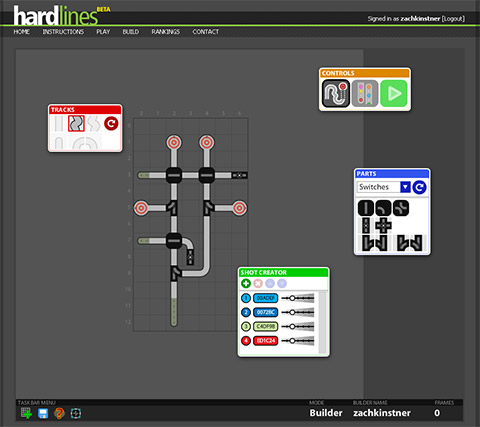 hardlines BETA
Signed in as zachkinstner [Logout]
HOME INSTRUCTIONS PLAY BUILD RANKINGS CONTACT
CONTROLS
TRACKS
PARTS
Switches
SHOT CREATOR
1 00ADEF
2 0072BC
3 C4DF9B
4 ED1C24
TASK BAR MENU
MODE BUILDER NAME FRAMES
Builder zachkinstner 0